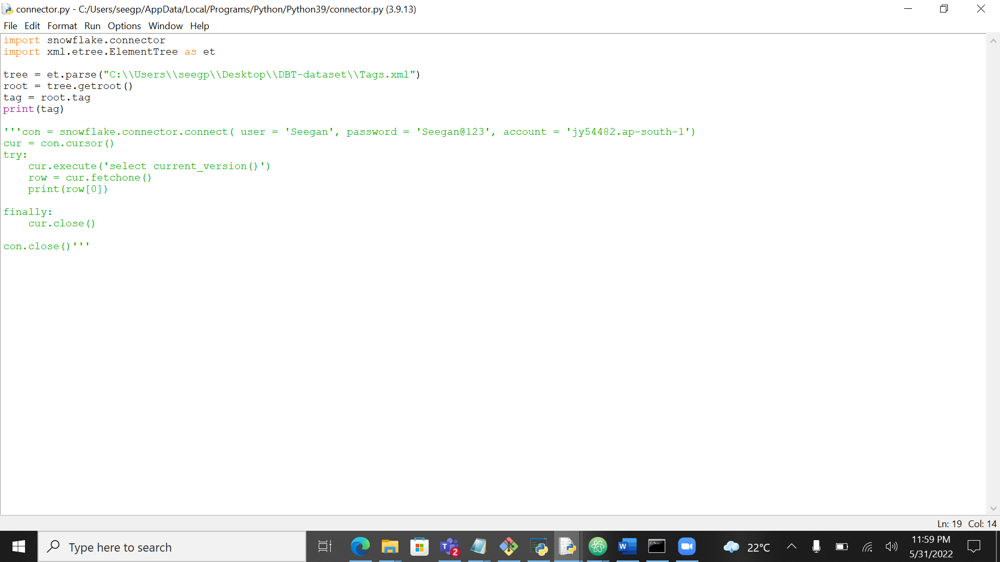 connector.py - C:/Users/seegp/AppData/Local/Programs/Python/Python39/connector.py (3.9.13)
File Edit Format Run Options Window Help
import snowflake.connector
import xml.etree.ElementTree as et
tree = et.parse("C:\\Users\\seegp\\Desktop\\DBT-dataset\\Tags.xml")
root = tree.getroot()
tag = root.tag
print(tag)
'''con = snowflake.connector.connect( user = 'Seegan', password = 'Seegan@123', account = 'jy54482.ap-south-1')
cur = con.cursor()
try:
    cur.execute('select current_version()')
    row = cur.fetchone()
    print(row[0])
finally:
    cur.close()
con.close()'''
Ln: 19 Col: 14
Type here to search
2
22°C
11:59 PM
5/31/2022